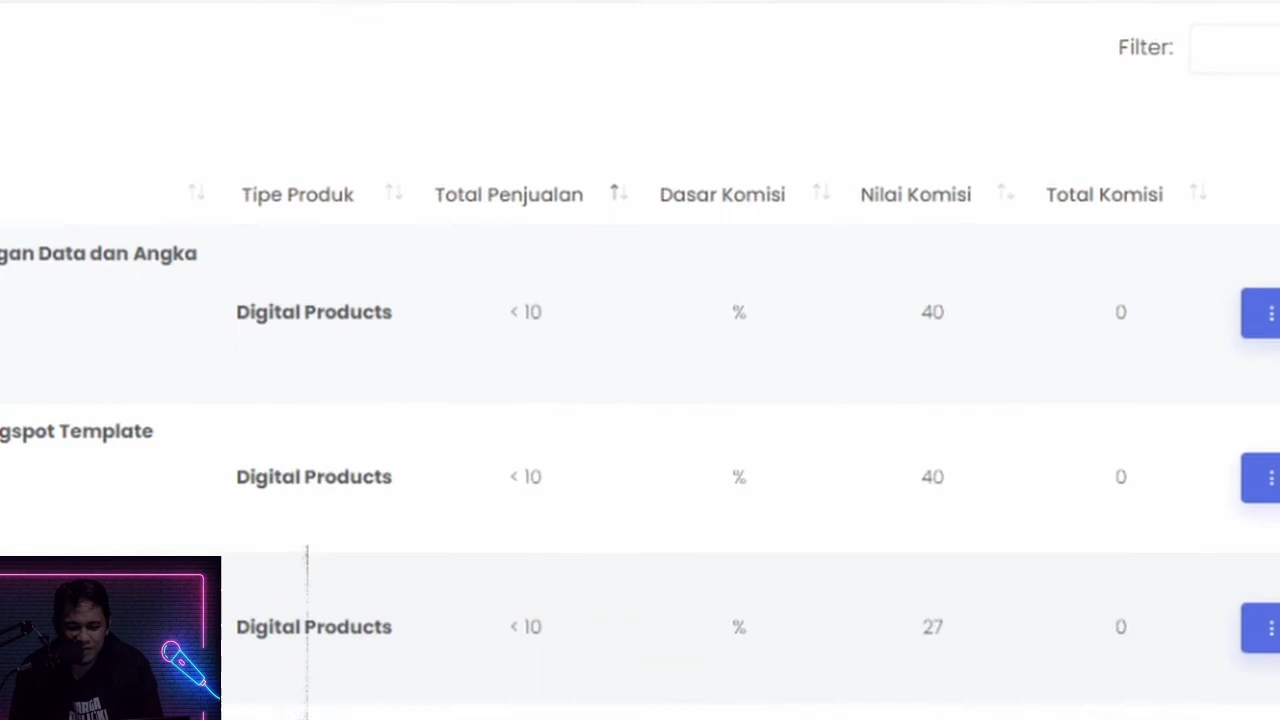 Filter:
Tipe Produk Total Penjualan Dasar Komisi Nilai Komisi Total Komisi
gan Data dan Angka
Digital Products < 10 % 40 0
gspot Template
Digital Products < 10 % 40 0
Digital Products < 10 % 27 0